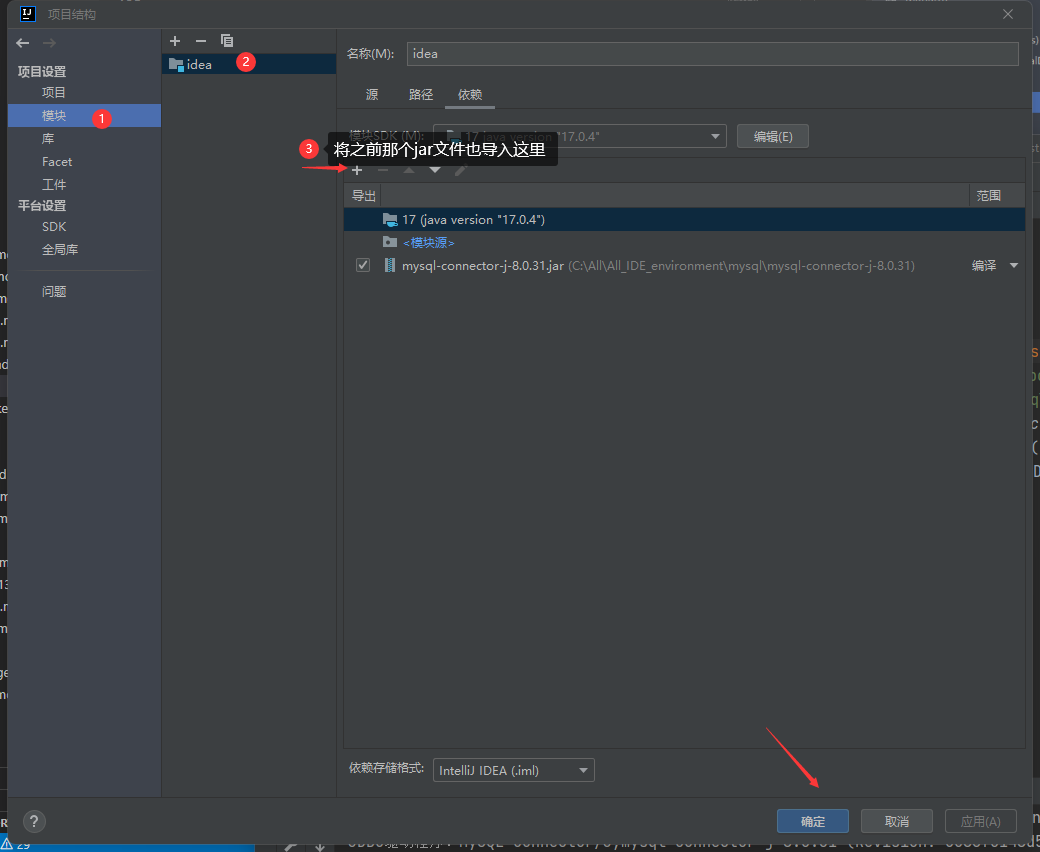 项目结构
项目设置
项目
模块
1
库
Facet
工件
平台设置
SDK
全局库
问题
idea
2
名称(M):
idea
源
路径
依赖
模块SDK (M):
17 java version "17.0.4"
编辑(E)
3
将之前那个jar文件也导入这里
导出
范围
17 (java version "17.0.4")
<模块源>
mysql-connector-j-8.0.31.jar (C:\All\All_IDE_environment\mysql\mysql-connector-j-8.0.31)
编译
依赖存储格式:
IntelliJ IDEA (.iml)
?
确定
取消
应用(A)
29